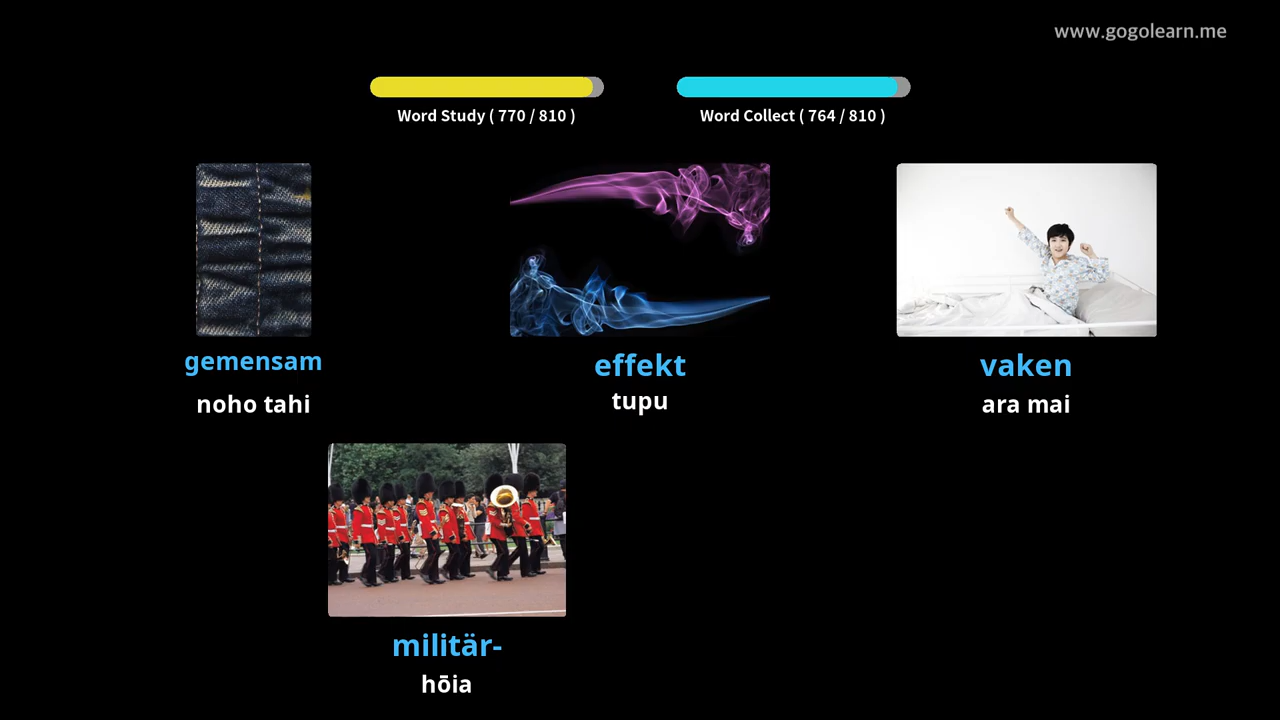 www.gogolearn.me
Word Study ( 770 / 810 )
Word Collect ( 764 / 810 )
gemensam
noho tahi
effekt
tupu
vaken
ara mai
militär-
hōia